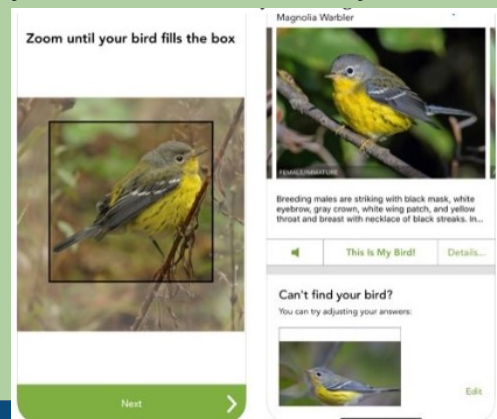 Zoom until your bird fills the box
Next
Magnolia Warbler
FEMALE/IMMATURE
Breeding males are striking with black mask, white
eyebrow, gray crown, white wing patch, and yellow
throat and breast with necklace of black streaks. In...
This Is My Bird!
Details...
Can't find your bird?
You can try adjusting your answers:
Edit